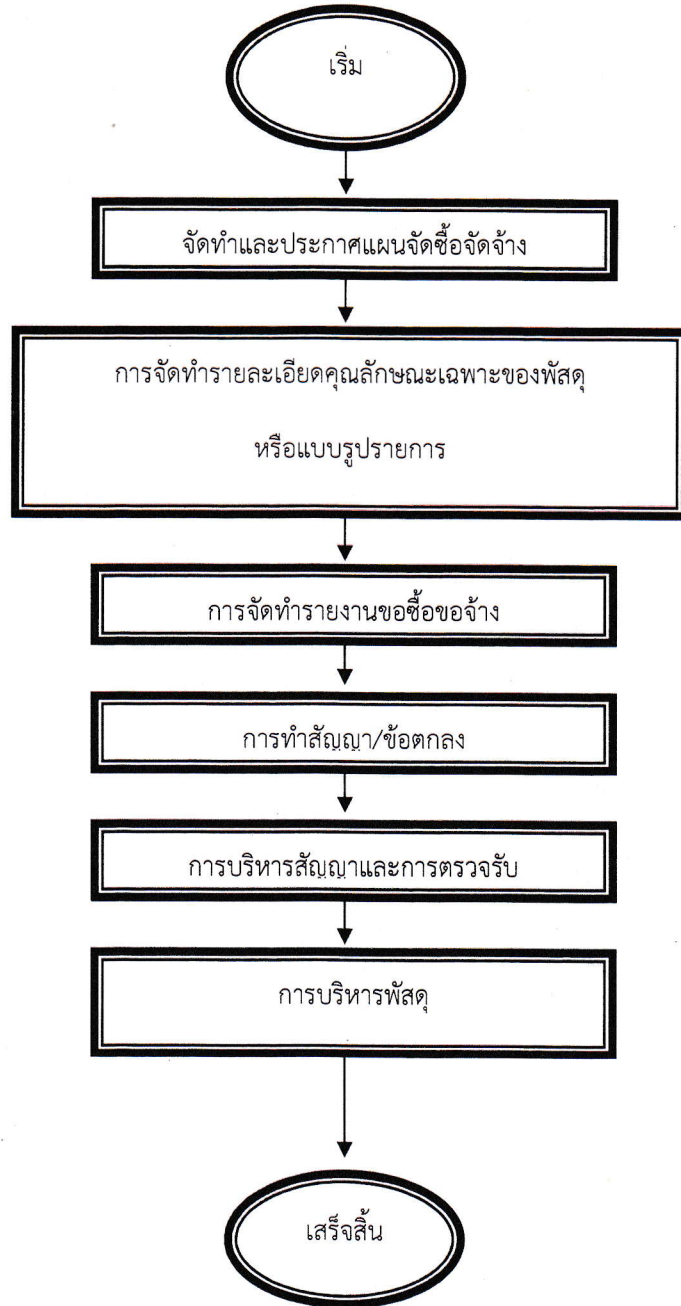 เริ่ม
จัดทำและประกาศแผนจัดซื้อจัดจ้าง
การจัดทำรายละเอียดคุณลักษณะเฉพาะของพัสดุ
หรือแบบรูปรายการ
การจัดทำรายงานขอซื้อขอจ้าง
การทำสัญญา/ข้อตกลง
การบริหารสัญญาและการตรวจรับ
การบริหารพัสดุ
เสร็จสิ้น